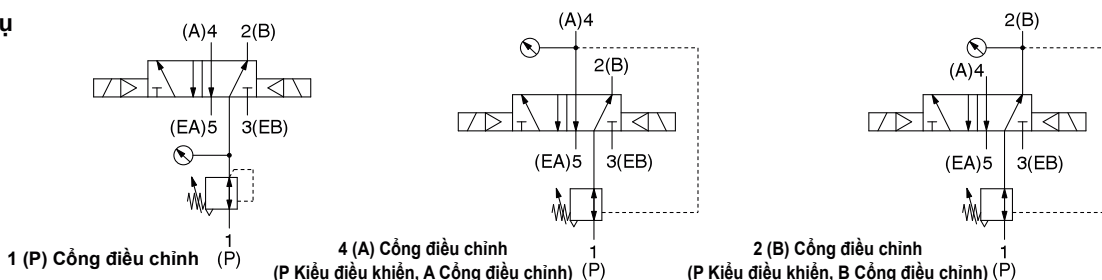 ụ
(A)4 2(B)
(EA)5 3(EB)
1
(P)
1 (P) Cổng điều chỉnh
(A)4
2(B)
(EA)5 3(EB)
1
(P)
4 (A) Cổng điều chỉnh
(P Kiểu điều khiển, A Cổng điều chỉnh)
2(B)
(A)4
(EA)5 3(EB)
1
(P)
2 (B) Cổng điều chỉnh
(P Kiểu điều khiển, B Cổng điều chỉnh)